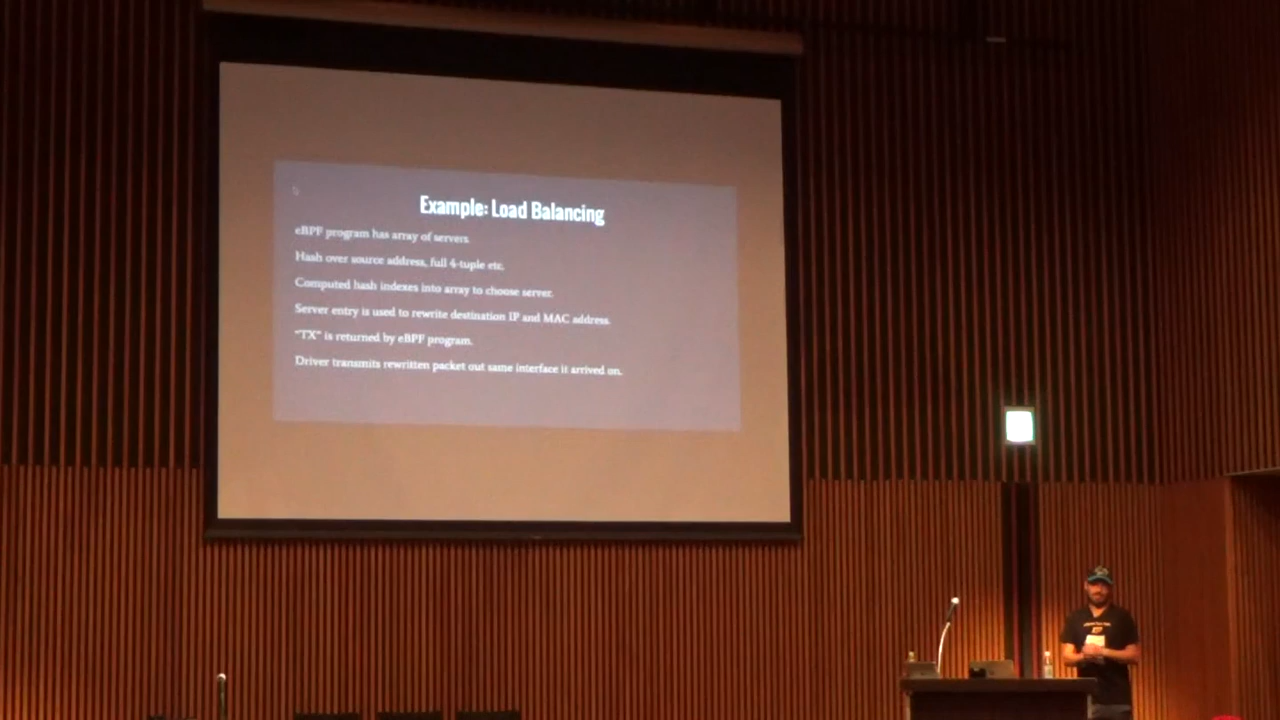 Example: Load Balancing
eBPF program has array of servers.
Hash over source address, full 4-tuple etc.
Computed hash indexes into array to choose server.
Server entry is used to rewrite destination IP and MAC address.
"TX" is returned by eBPF program.
Driver transmits rewritten packet out same interface it arrived on.